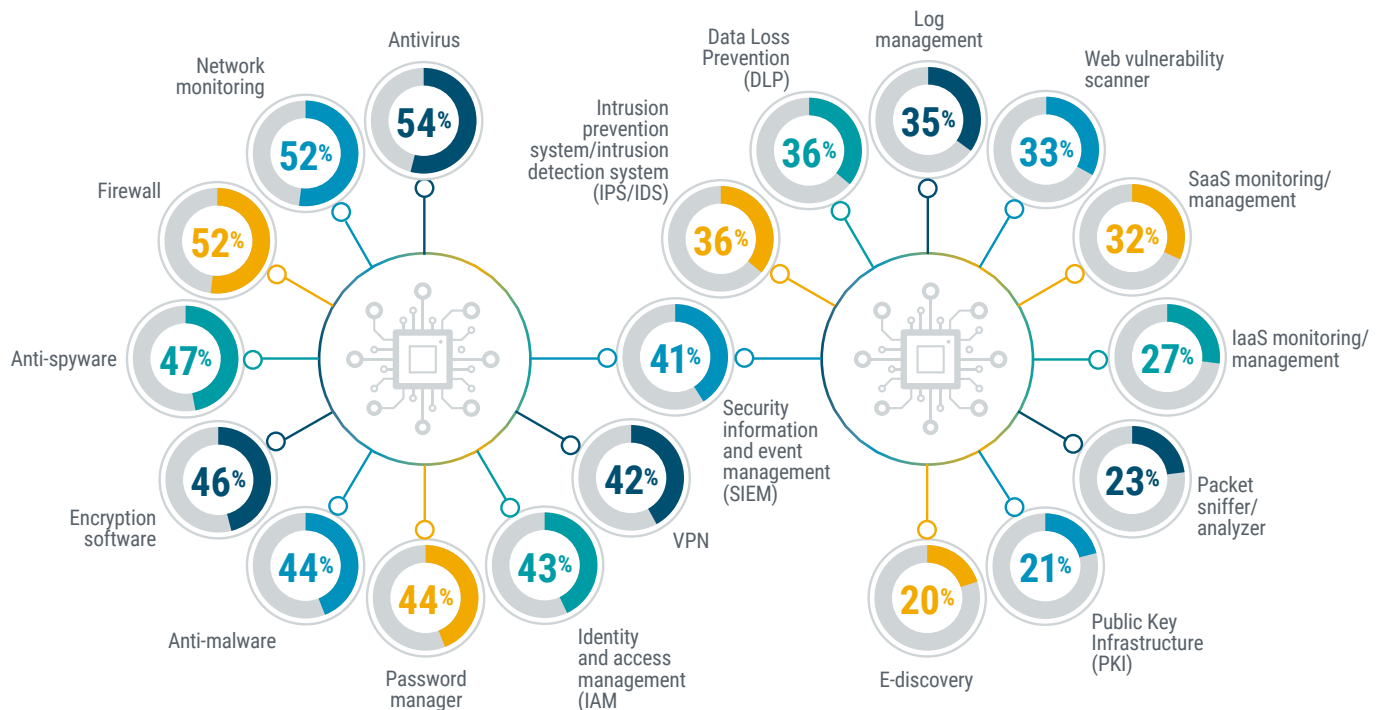 Antivirus
54%
Network
monitoring
52%
Firewall
52%
Anti-spyware
47%
Encryption
software
46%
Anti-malware
44%
Password
manager
44%
Identity
and access
management
(IAM
43%
VPN
42%
Security
information
and event
management
(SIEM)
41%
Intrusion
prevention
system/intrusion
detection system
(IPS/IDS)
36%
Data Loss
Prevention
(DLP)
36%
Log
management
35%
Web vulnerability
scanner
33%
SaaS monitoring/
management
32%
IaaS monitoring/
management
27%
Packet
sniffer/
analyzer
23%
Public Key
Infrastructure
(PKI)
21%
E-discovery
20%